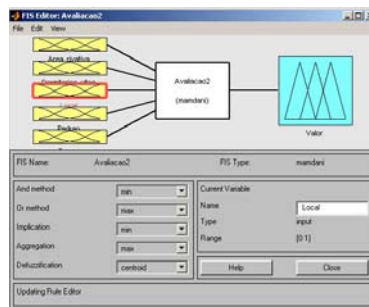 FIS Editor: Avaliacao2
File Edit View
Avaliacao2
(mamdani)
Local
Padrao
Valor
FIS Name: Avaliacao2 FIS Type: mamdani
And method min
Or method max
Implication min
Aggregation max
Defuzzification centroid
Current Variable
Name Local
Type input
Range [0 1]
Help Close
Updating Rule Editor